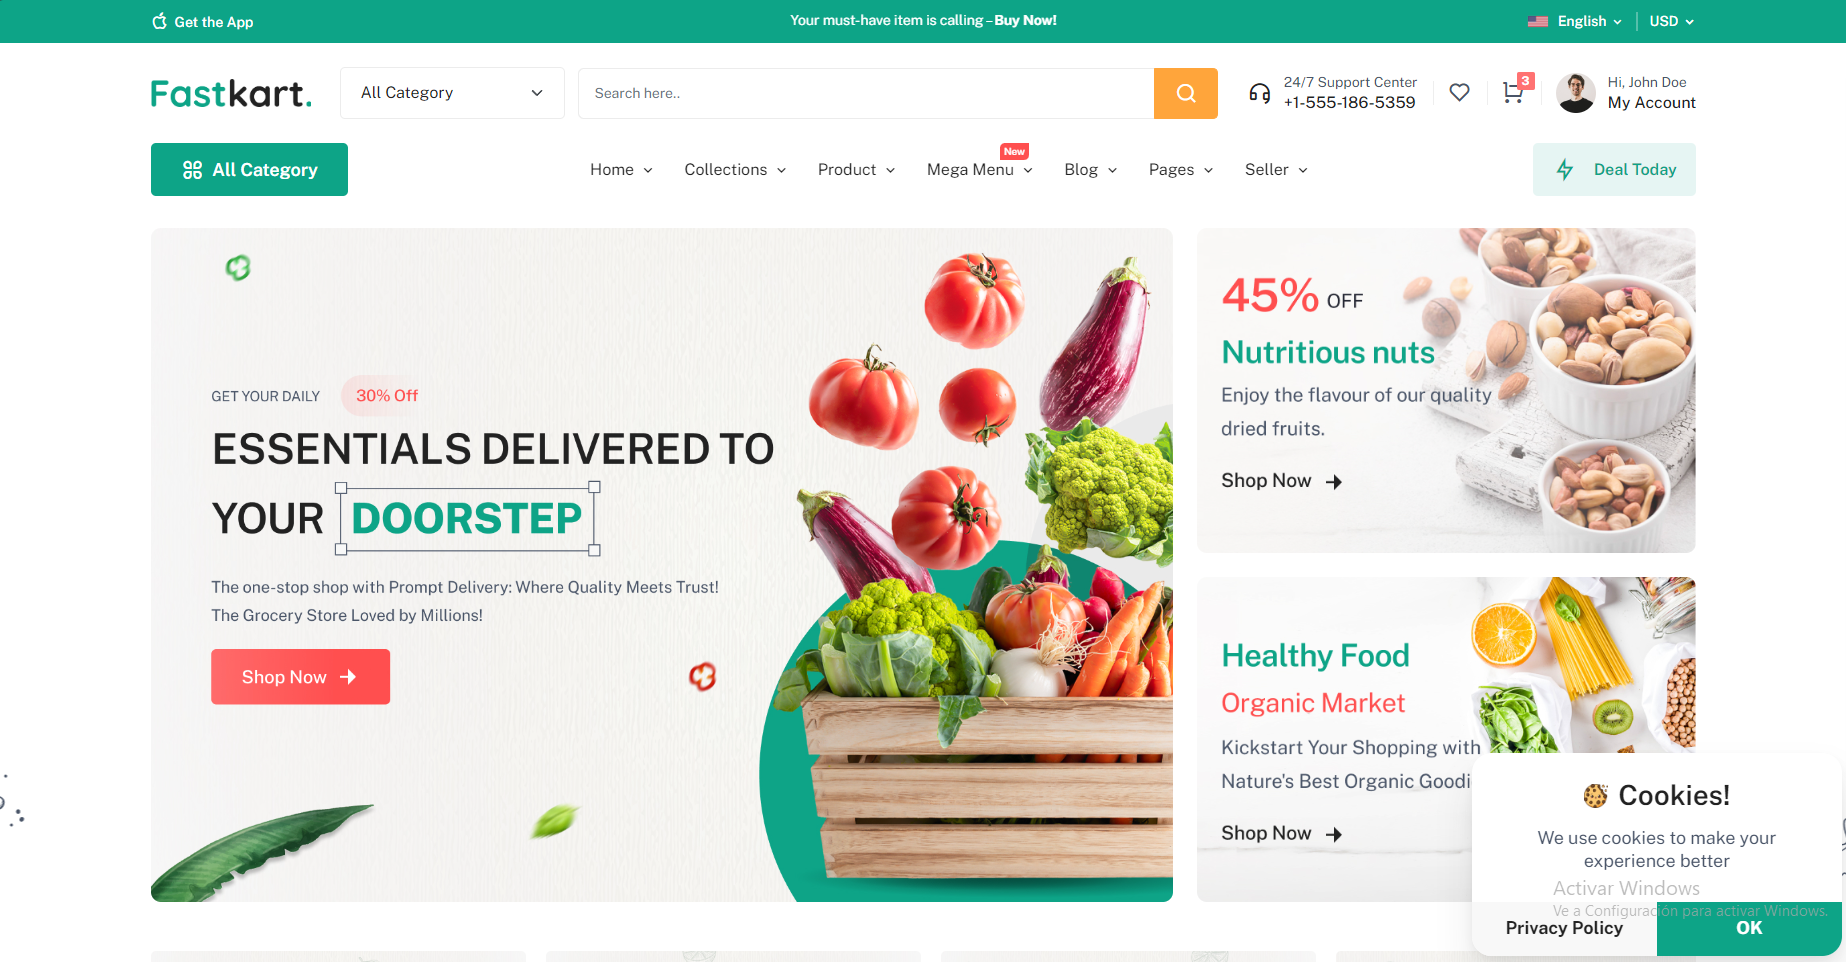 Get the App
Your must-have item is calling – Buy Now!
English
USD
Fastkart.
All Category
Search here..
24/7 Support Center
+1-555-186-5359
3
Hi, John Doe
My Account
All Category
Home
Collections
Product
Mega Menu
New
Blog
Pages
Seller
Deal Today
GET YOUR DAILY
30% Off
ESSENTIALS DELIVERED TO
YOUR DOORSTEP
The one-stop shop with Prompt Delivery: Where Quality Meets Trust!
The Grocery Store Loved by Millions!
Shop Now
45% OFF
Nutritious nuts
Enjoy the flavour of our quality
dried fruits.
Shop Now
Healthy Food
Organic Market
Kickstart Your Shopping with
Nature's Best Organic Goodi
Shop Now
Cookies!
We use cookies to make your
experience better
Activar Windows
Ve a Configuración para activar Windows.
Privacy Policy
OK